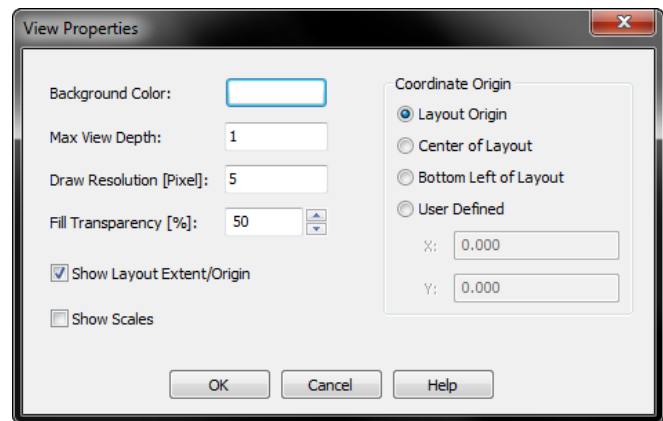 View Properties
Background Color:
Max View Depth: 1
Draw Resolution [Pixel]: 5
Fill Transparency [%]: 50
Show Layout Extent/Origin
Show Scales
Coordinate Origin
Layout Origin
Center of Layout
Bottom Left of Layout
User Defined
X: 0.000
Y: 0.000
OK Cancel Help